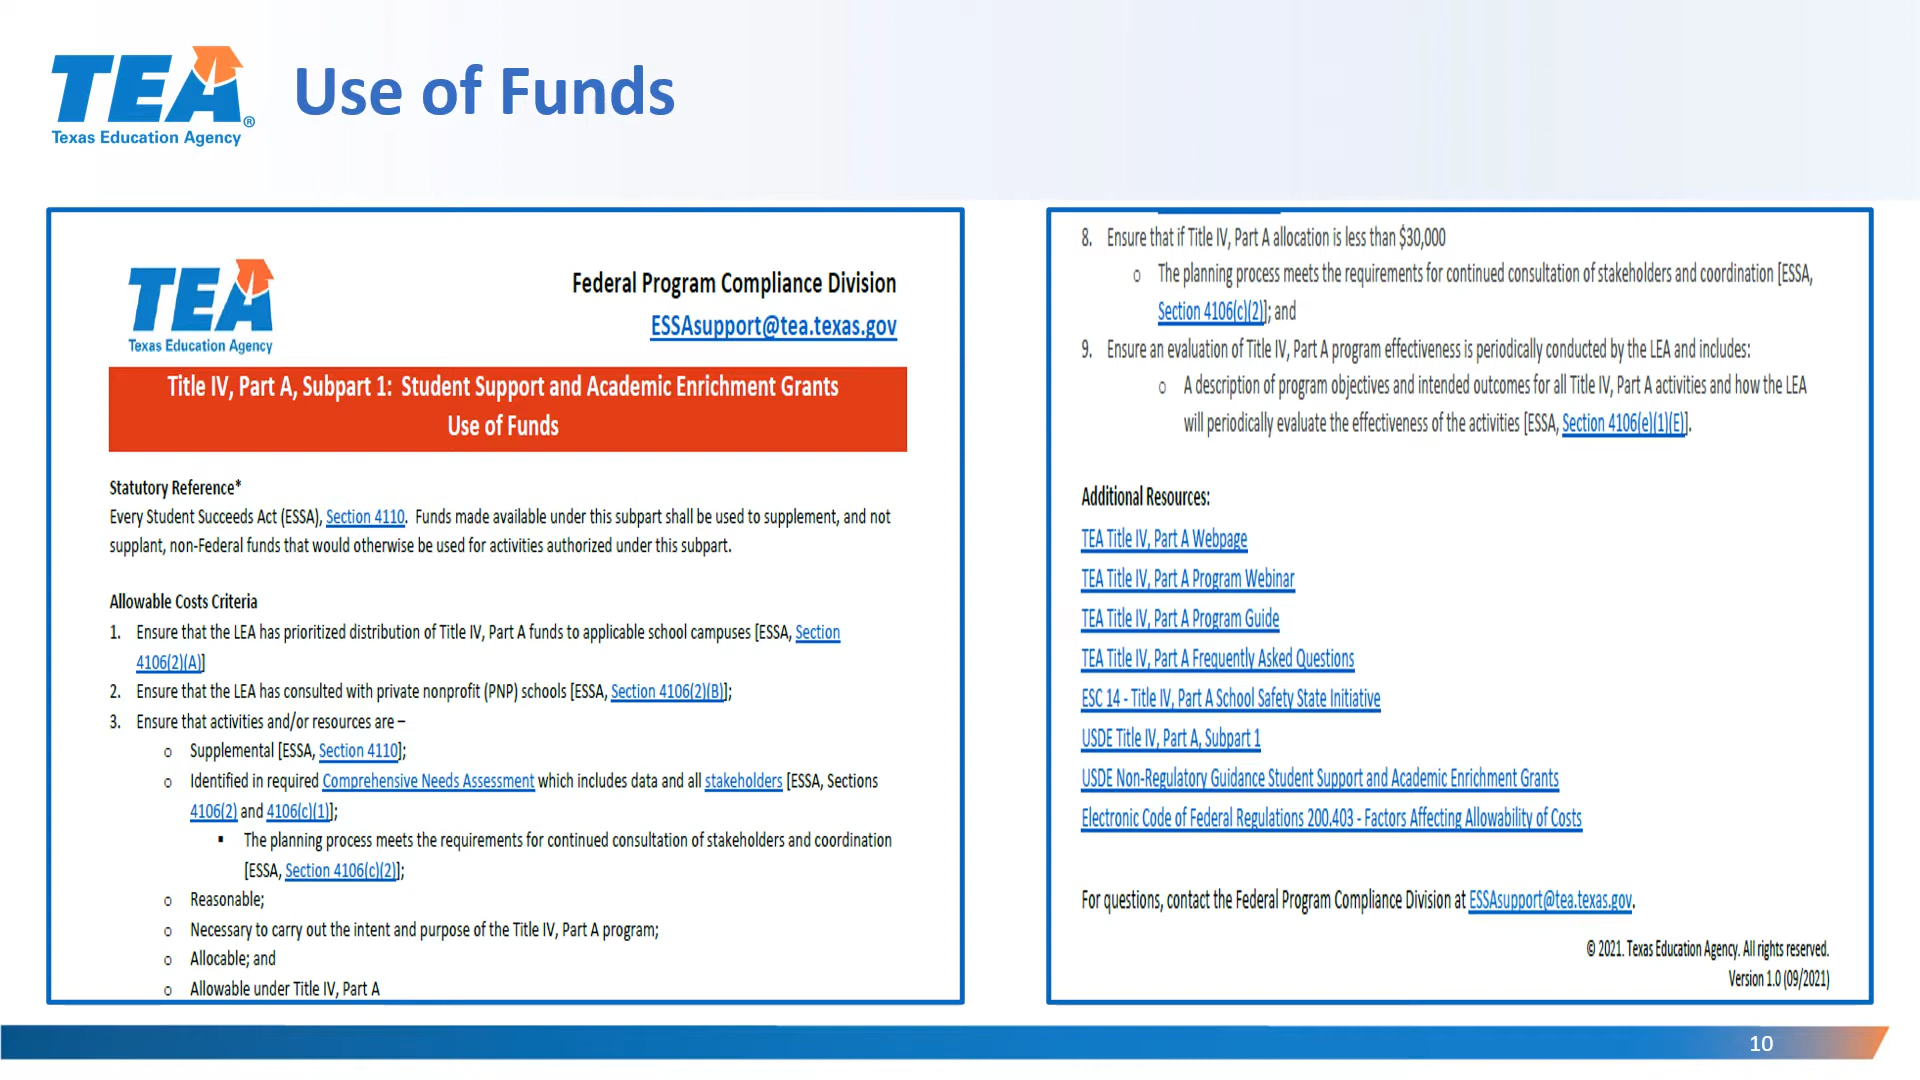 TEA®
Texas Education Agency
Use of Funds
TEA
Texas Education Agency
Federal Program Compliance Division
ESSAsupport@tea.texas.gov
Title IV, Part A, Subpart 1: Student Support and Academic Enrichment Grants
Use of Funds
Statutory Reference*
Every Student Succeeds Act (ESSA), Section 4110. Funds made available under this subpart shall be used to supplement, and not
supplant, non-Federal funds that would otherwise be used for activities authorized under this subpart.
Allowable Costs Criteria
1. Ensure that the LEA has prioritized distribution of Title IV, Part A funds to applicable school campuses [ESSA, Section
4106(2)(A)]
2. Ensure that the LEA has consulted with private nonprofit (PNP) schools [ESSA, Section 4106(2)(B)];
3. Ensure that activities and/or resources are –
o Supplemental [ESSA, Section 4110];
o Identified in required Comprehensive Needs Assessment which includes data and all stakeholders [ESSA, Sections
4106(2) and 4106(c)(1)];
▪ The planning process meets the requirements for continued consultation of stakeholders and coordination
[ESSA, Section 4106(c)(2)];
o Reasonable;
o Necessary to carry out the intent and purpose of the Title IV, Part A program;
o Allocable; and
o Allowable under Title IV, Part A
8. Ensure that if Title IV, Part A allocation is less than $30,000
o The planning process meets the requirements for continued consultation of stakeholders and coordination [ESSA,
Section 4106(c)(2)]; and
9. Ensure an evaluation of Title IV, Part A program effectiveness is periodically conducted by the LEA and includes:
o A description of program objectives and intended outcomes for all Title IV, Part A activities and how the LEA
will periodically evaluate the effectiveness of the activities [ESSA, Section 4106(e)(1)(E)].
Additional Resources:
TEA Title IV, Part A Webpage
TEA Title IV, Part A Program Webinar
TEA Title IV, Part A Program Guide
TEA Title IV, Part A Frequently Asked Questions
ESC 14 - Title IV, Part A School Safety State Initiative
USDE Title IV, Part A, Subpart 1
USDE Non-Regulatory Guidance Student Support and Academic Enrichment Grants
Electronic Code of Federal Regulations 200.403 - Factors Affecting Allowability of Costs
For questions, contact the Federal Program Compliance Division at ESSAsupport@tea.texas.gov.
© 2021. Texas Education Agency. All rights reserved.
Version 1.0 (09/2021)
10